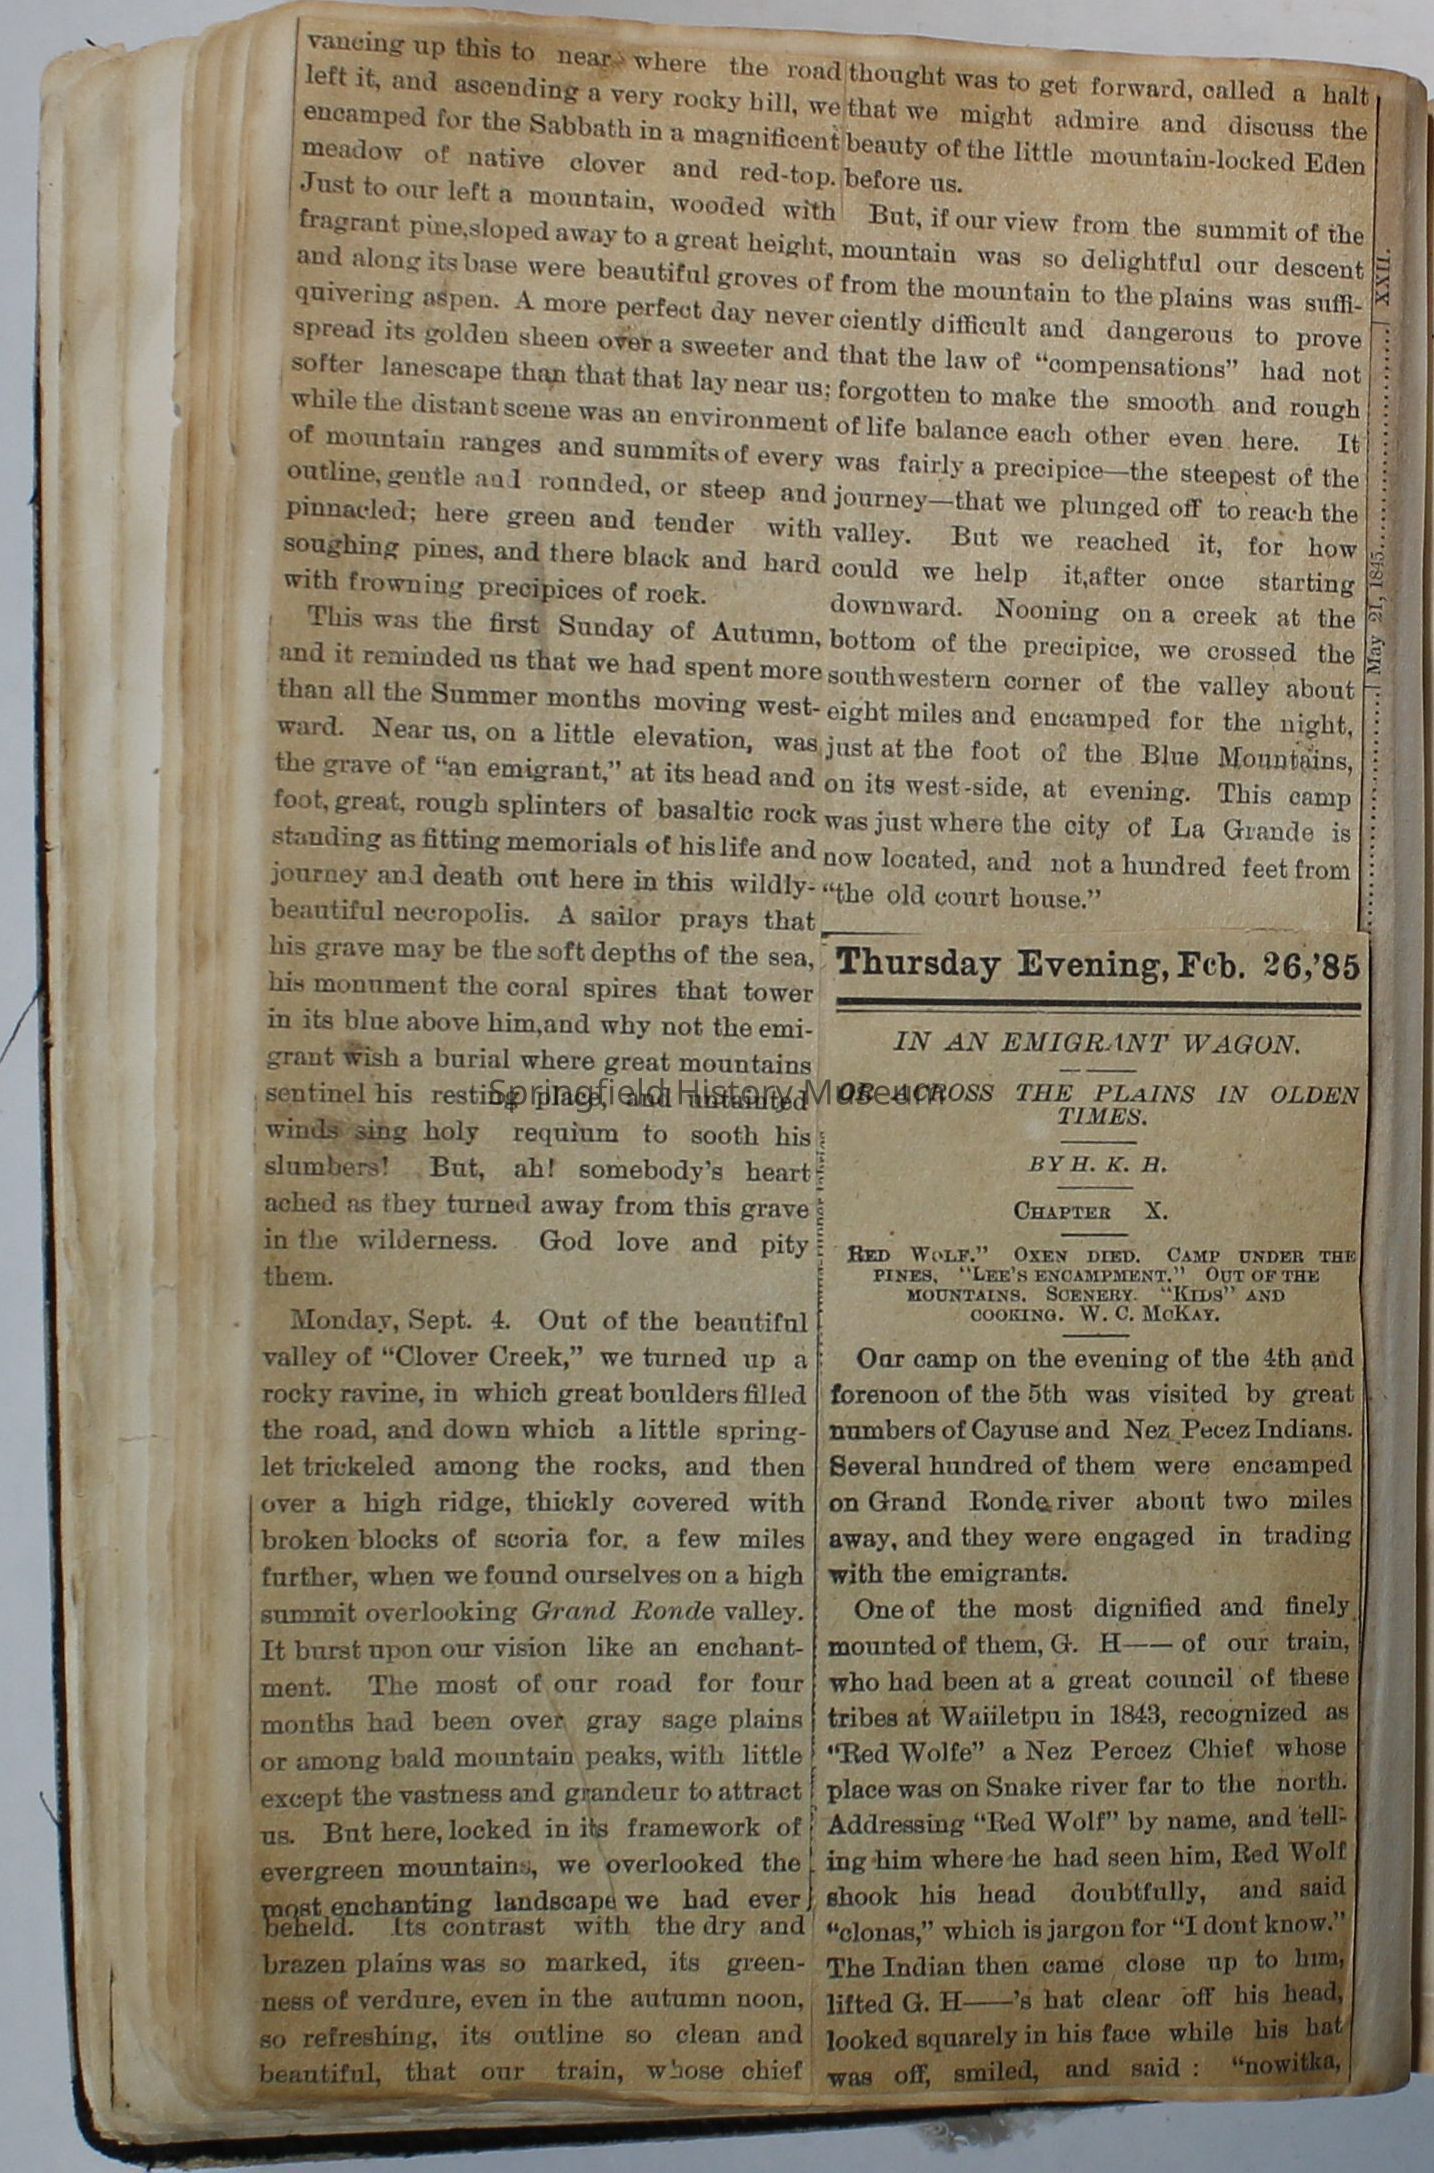 vancing up this to near where the road
left it, and ascending a very rocky hill, we
encamped for the Sabbath in a magnificent
meadow of native clover and red-top.
Just to our left a mountain, wooded with
fragrant pine,sloped away to a great height,
and along its base were beautiful groves of
quivering aspen. A more perfect day never
spread its golden sheen over a sweeter and
softer lanescape than that that lay near us;
while the distant scene was an environment
of mountain ranges and summits of every
outline, gentle and rounded, or steep and
pinnacled; here green and tender with
soughing pines, and there black and hard
with frowning precipices of rock.
This was the first Sunday of Autumn,
and it reminded us that we had spent more
than all the Summer months moving west-
ward. Near us, on a little elevation, was
the grave of “an emigrant,” at its head and
foot, great, rough splinters of basaltic rock
standing as fitting memorials of his life and
journey and death out here in this wildly-
beautiful necropolis. A sailor prays that
his grave may be the soft depths of the sea,
his monument the coral spires that tower
in its blue above him,and why not the emi-
grant wish a burial where great mountains
sentinel his resting place, and untainted
winds sing holy requium to sooth his
slumbers! But, ah! somebody’s heart
ached as they turned away from this grave
in the wilderness. God love and pity
them.
Monday, Sept. 4. Out of the beautiful
valley of “Clover Creek,” we turned up a
rocky ravine, in which great boulders filled
the road, and down which a little spring-
let trickeled among the rocks, and then
over a high ridge, thickly covered with
broken blocks of scoria for. a few miles
further, when we found ourselves on a high
summit overlooking Grand Ronde valley.
It burst upon our vision like an enchant-
ment. The most of our road for four
months had been over gray sage plains
or among bald mountain peaks, with little
except the vastness and grandeur to attract
us. But here, locked in its framework of
evergreen mountains, we overlooked the
most enchanting landscape we had ever
beheld. Its contrast with the dry and
brazen plains was so marked, its green-
ness of verdure, even in the autumn noon,
so refreshing, its outline so clean and
beautiful, that our train, whose chief
thought was to get forward, called a halt
that we might admire and discuss the
beauty of the little mountain-locked Eden
before us.
But, if our view from the summit of the
mountain was so delightful our descent
from the mountain to the plains was suffi-
ciently difficult and dangerous to prove
that the law of “compensations” had not
forgotten to make the smooth and rough
of life balance each other even here. It
was fairly a precipice—the steepest of the
journey—that we plunged off to reach the
valley. But we reached it, for how
could we help it,after once starting
downward. Nooning on a creek at the
bottom of the precipice, we crossed the
southwestern corner of the valley about
eight miles and encamped for the night,
just at the foot of the Blue Mountains,
on its west-side, at evening. This camp
was just where the city of La Grande is
now located, and not a hundred feet from
“the old court house.”
Thursday Evening, Feb. 26,’85
IN AN EMIGRANT WAGON.
OR ACROSS THE PLAINS IN OLDEN
TIMES.
BY H. K. H.
CHAPTER X.
RED WOLF.” OXEN DIED. CAMP UNDER THE
PINES, “LEE’S ENCAMPMENT.” OUT OF THE
MOUNTAINS. SCENERY. “KIDS” AND
COOKING. W. C. MCKAY.
Our camp on the evening of the 4th and
forenoon of the 5th was visited by great
numbers of Cayuse and Nez Pecez Indians.
Several hundred of them were encamped
on Grand Ronde river about two miles
away, and they were engaged in trading
with the emigrants.
One of the most dignified and finely
mounted of them, G. H—— of our train,
who had been at a great council of these
tribes at Waiiletpu in 1843, recognized as
“Red Wolfe” a Nez Percez Chief whose
place was on Snake river far to the north.
Addressing “Red Wolf” by name, and tell-
ing him where he had seen him, Red Wolf
shook his head doubtfully, and said
“clonas,” which is jargon for “I dont know.”
The Indian then came close up to him,
lifted G. H——’s hat clear off his head,
looked squarely in his face while his hat
was off, smiled, and said : “nowitka,
May 21, 1845
XXII.
Springfield History Museum